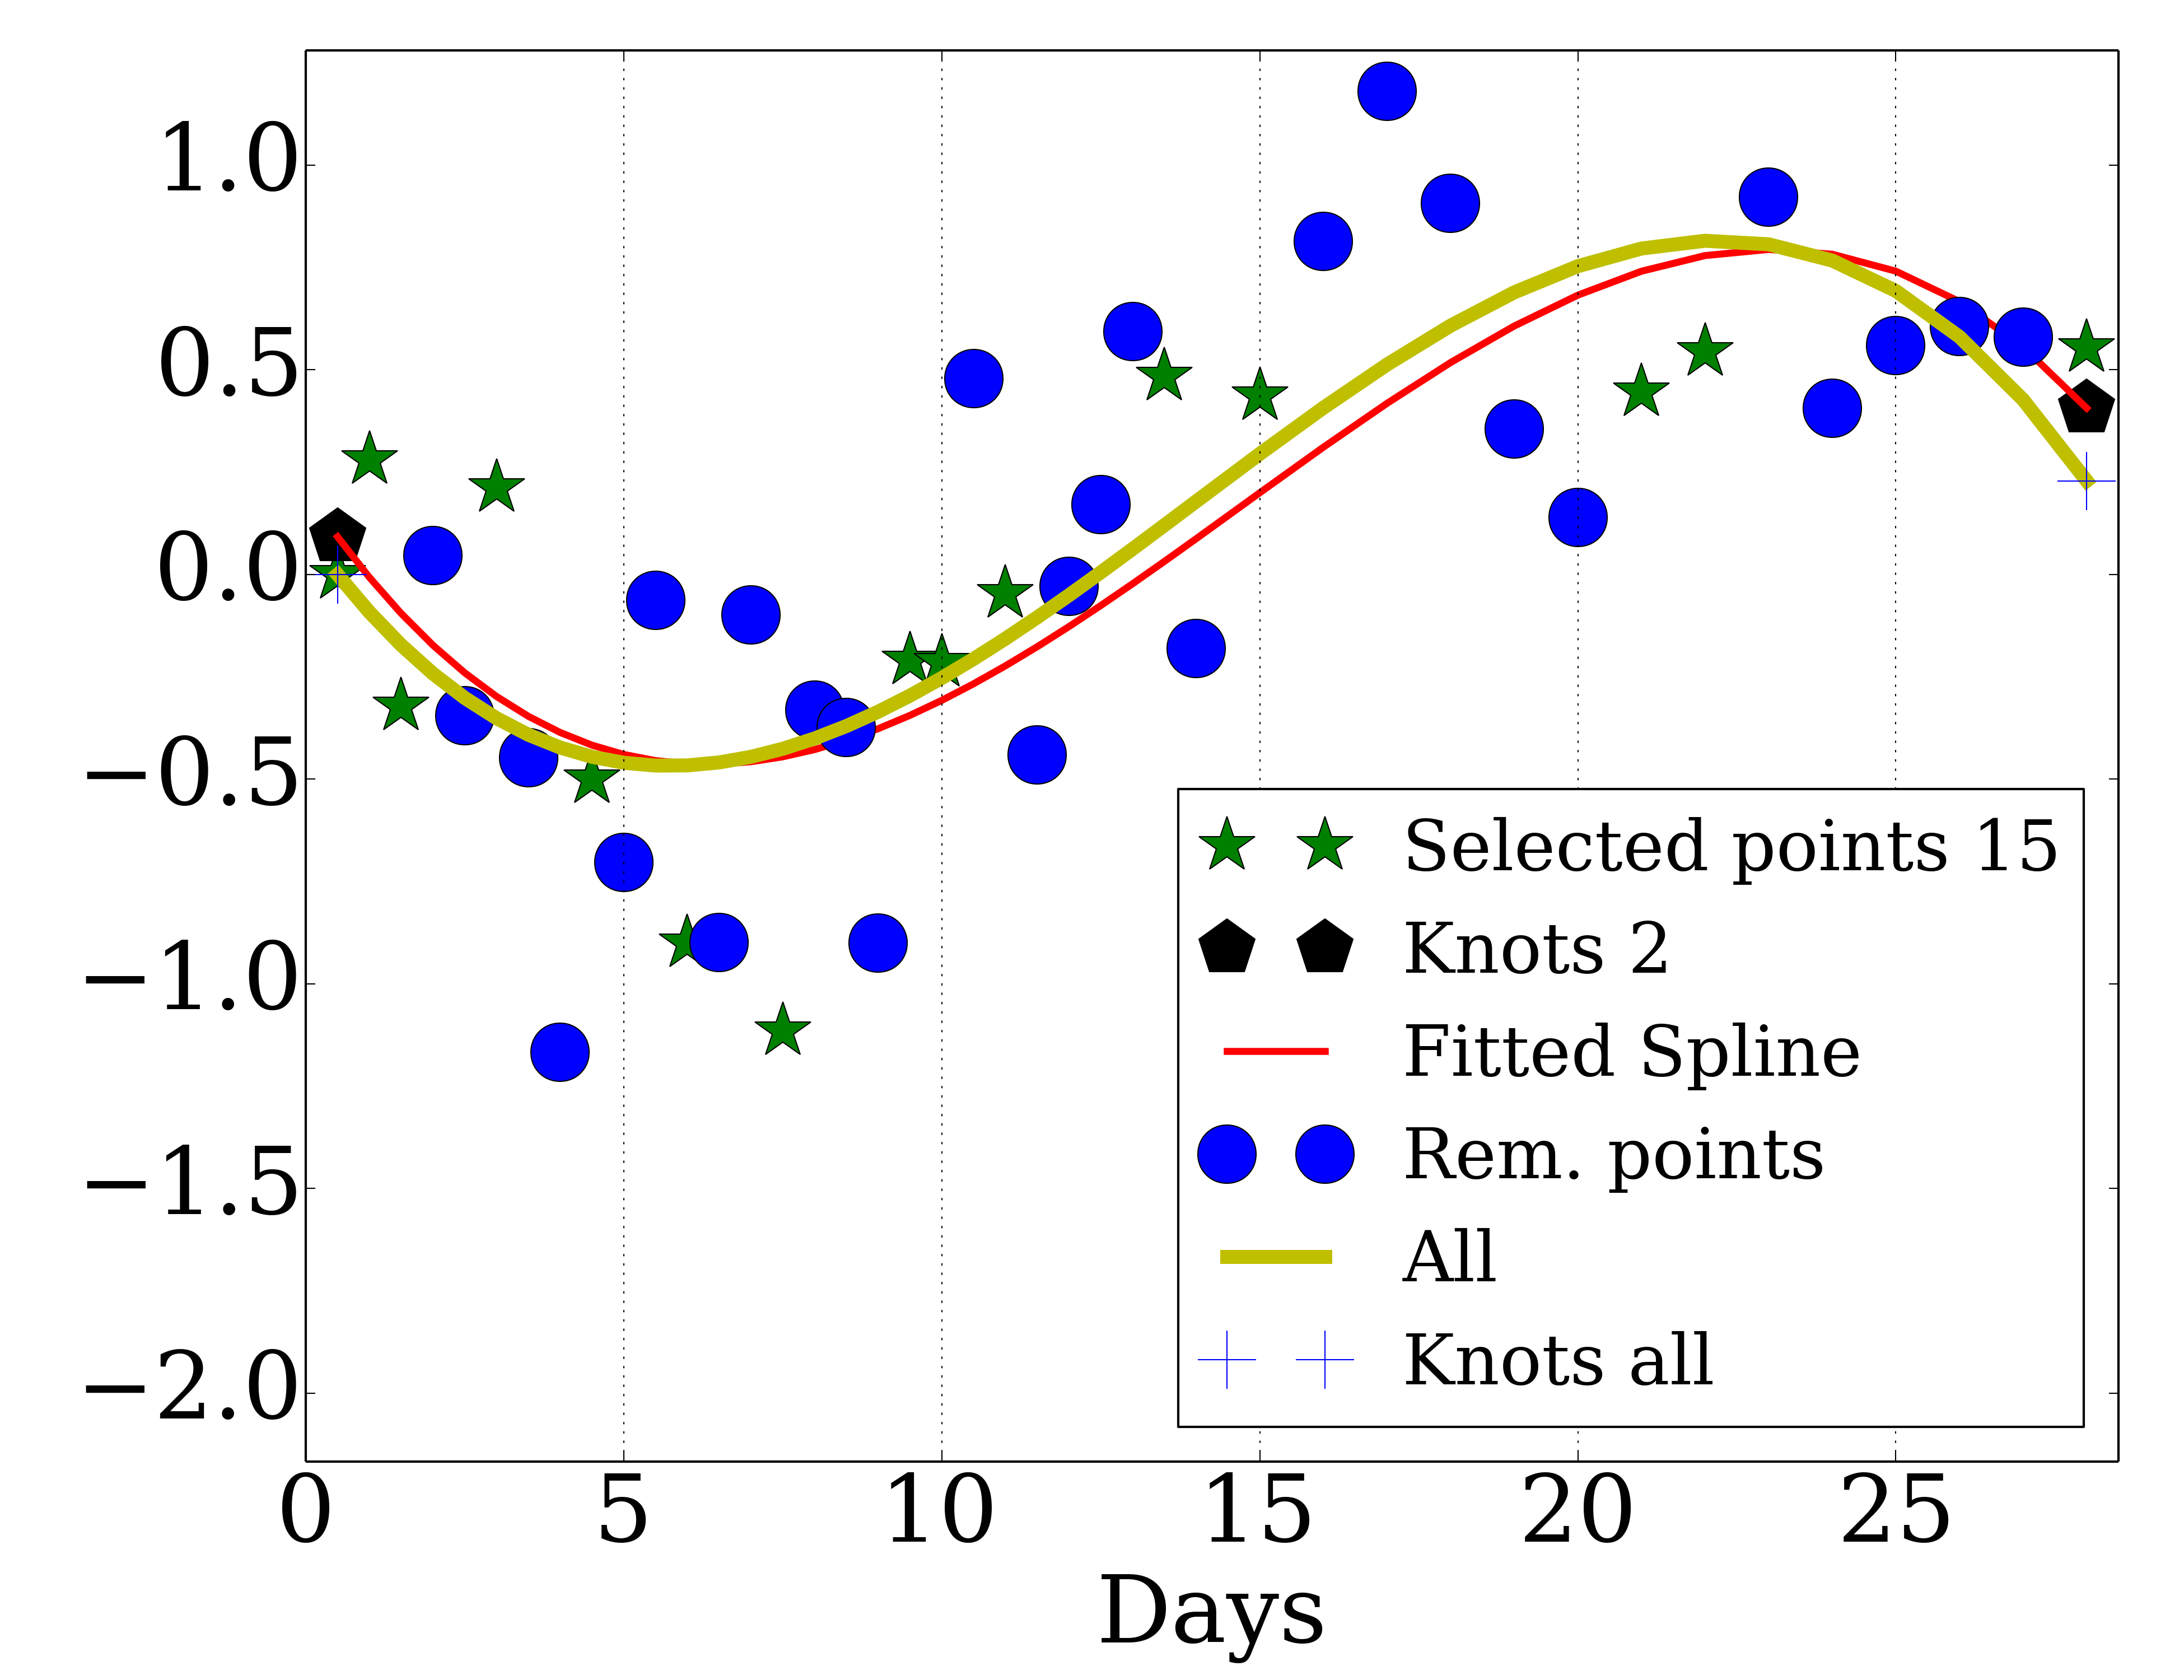 1.0
0.5
0.0
−0.5
−1.0
−1.5
−2.0
Selected points 15
Knots 2
Fitted Spline
Rem. points
All
Knots all
0 5 10 15 20 25
Days